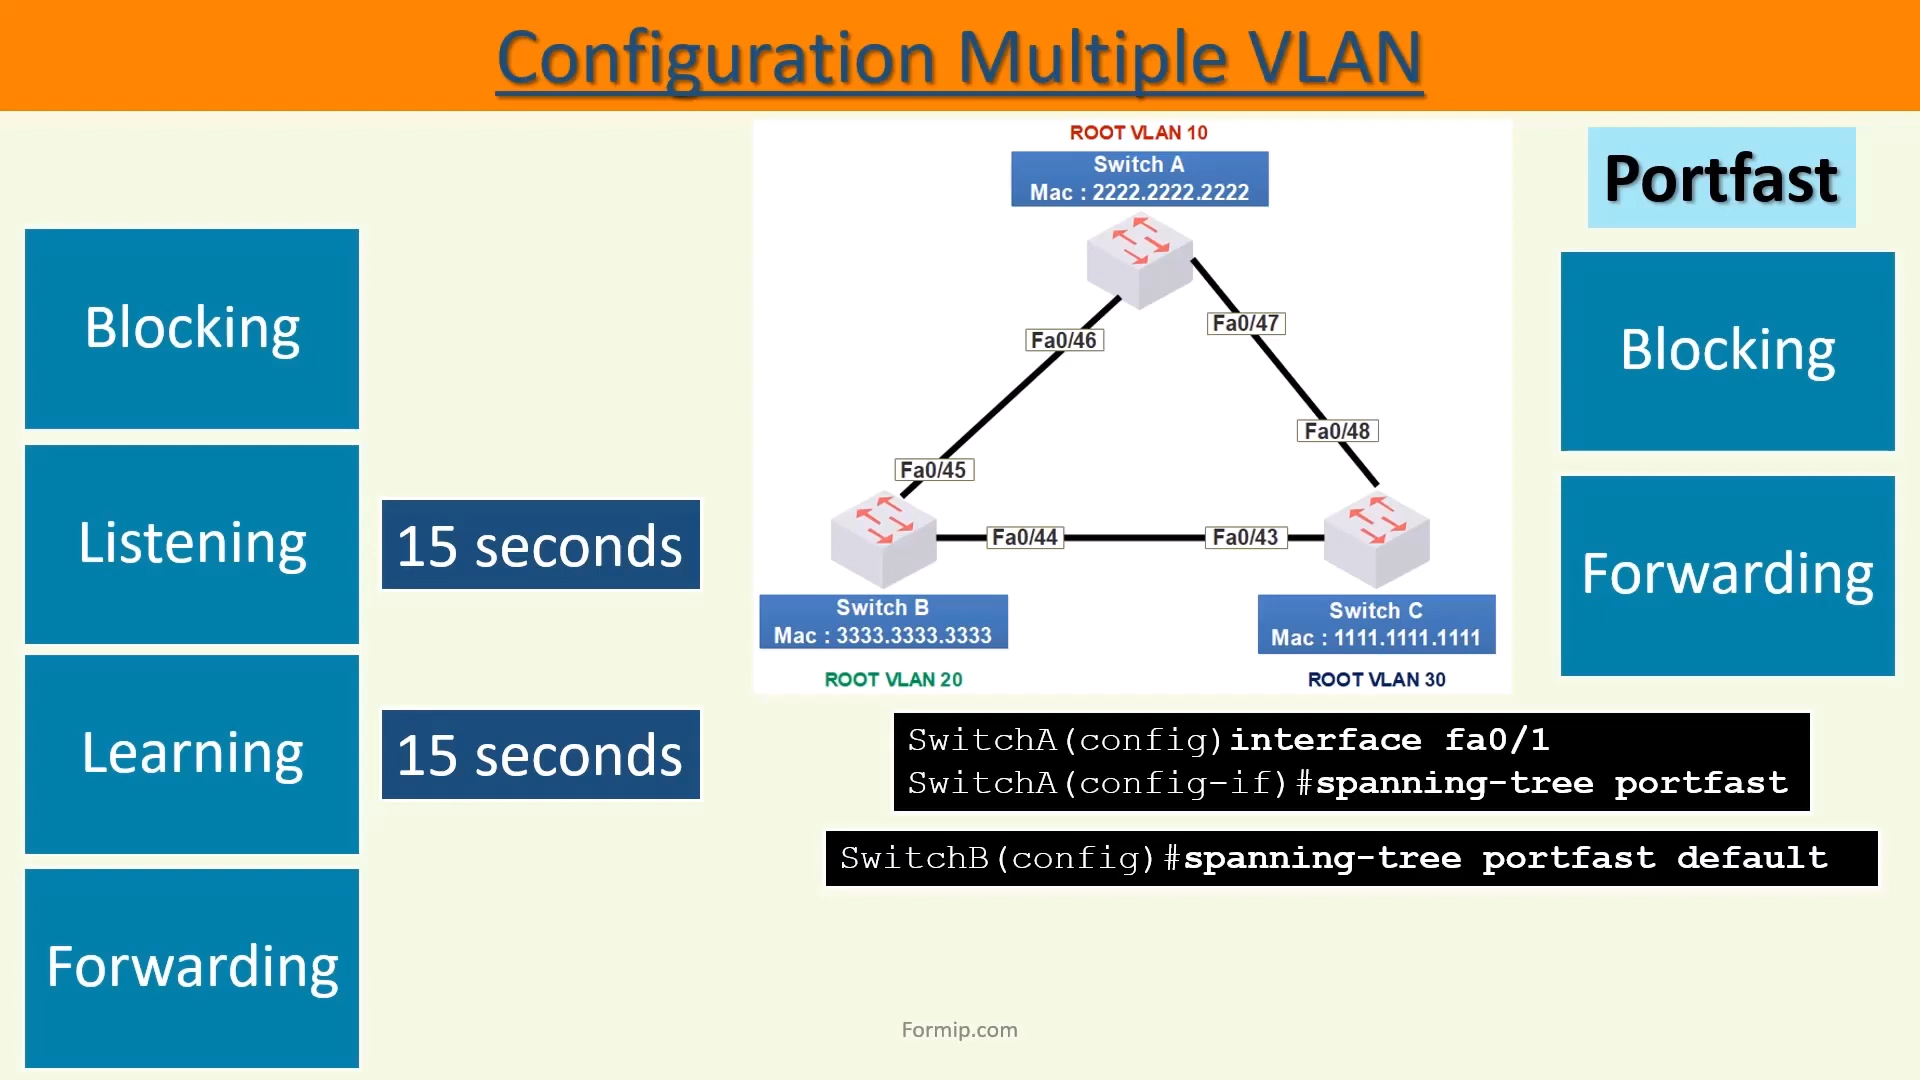 Configuration Multiple VLAN
Blocking
Listening
15 seconds
Learning
15 seconds
Forwarding
ROOT VLAN 10
Switch A
Mac : 2222.2222.2222
Fa0/46
Fa0/47
Fa0/48
Fa0/45
Fa0/44
Fa0/43
Switch B
Mac : 3333.3333.3333
ROOT VLAN 20
Switch C
Mac : 1111.1111.1111
ROOT VLAN 30
Portfast
Blocking
Forwarding
SwitchA(config)interface fa0/1
SwitchA(config-if)#spanning-tree portfast
SwitchB(config)#spanning-tree portfast default
Formip.com